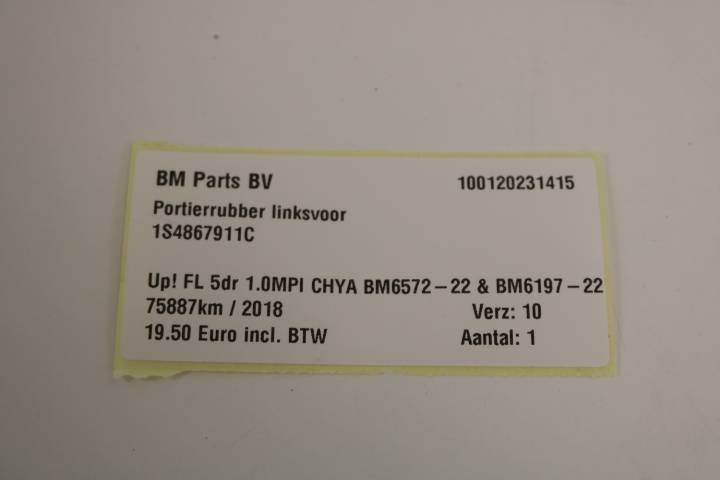 BM Parts BV 100120231415
Portierrubber linksvoor
1S4867911C
Up! FL 5dr 1.0MPI CHYA BM6572-22 & BM6197-22
75887km / 2018 Verz: 10
19.50 Euro incl. BTW Aantal: 1